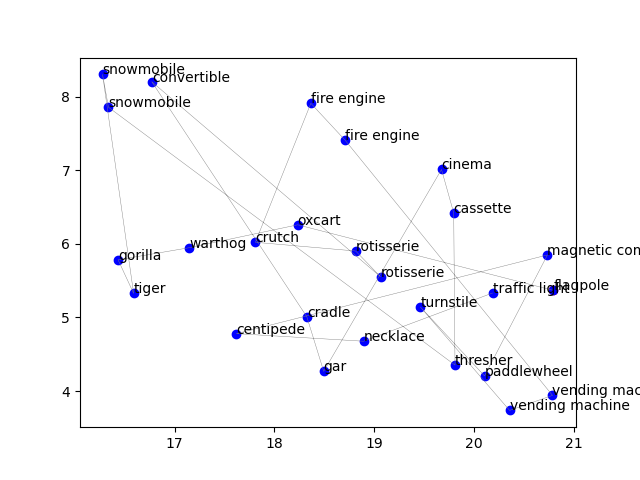 snowmobile
convertible
snowmobile
fire engine
fire engine
cinema
cassette
oxcart
crutch
warthog
rotisserie
magnetic com
gorilla
rotisserie
tiger
traffic light
flagpole
turnstile
cradle
centipede
necklace
thresher
gar
paddlewheel
vending mac
vending machine
8
7
6
5
4
17 18 19 20 21